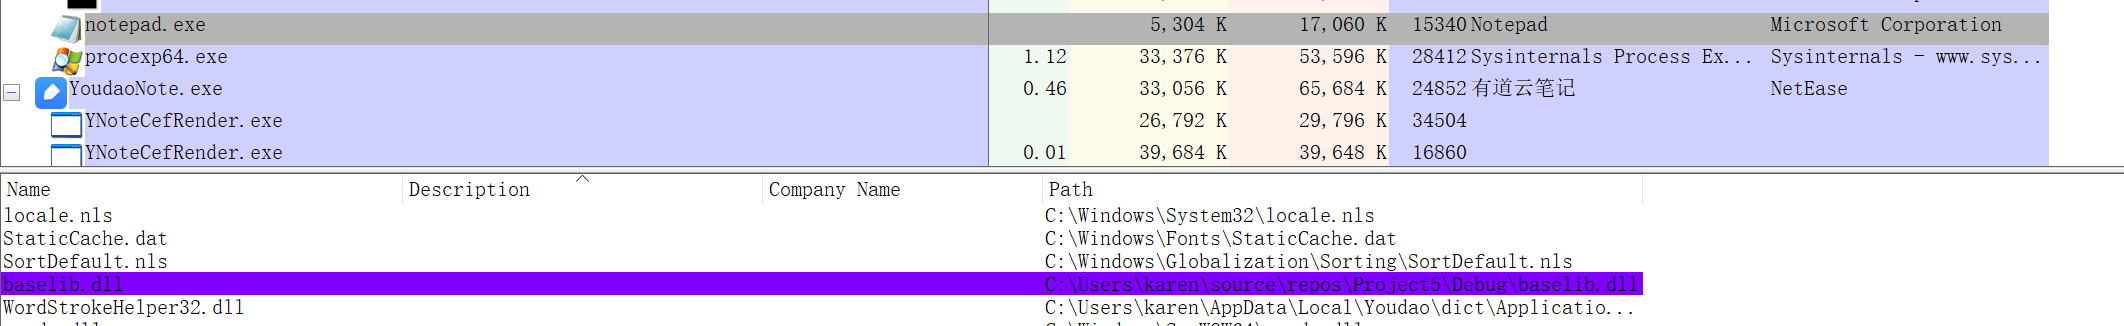 notepad.exe 5,304 K 17,060 K 15340 Notepad Microsoft Corporation
procexp64.exe 1.12 33,376 K 53,596 K 28412 Sysinternals Process Ex... Sysinternals - www.sys...
YoudaoNote.exe 0.46 33,056 K 65,684 K 24852 有道云笔记 NetEase
YNoteCefRender.exe 26,792 K 29,796 K 34504
YNoteCefRender.exe 0.01 39,684 K 39,648 K 16860
Name Description Company Name Path
locale.nls C:\Windows\System32\locale.nls
StaticCache.dat C:\Windows\Fonts\StaticCache.dat
SortDefault.nls C:\Windows\Globalization\Sorting\SortDefault.nls
baselib.dll C:\Users\karen\source\repos\Project5\Debug\baselib.dll
WordStrokeHelper32.dll C:\Users\karen\AppData\Local\Youdao\dict\Applicatio...